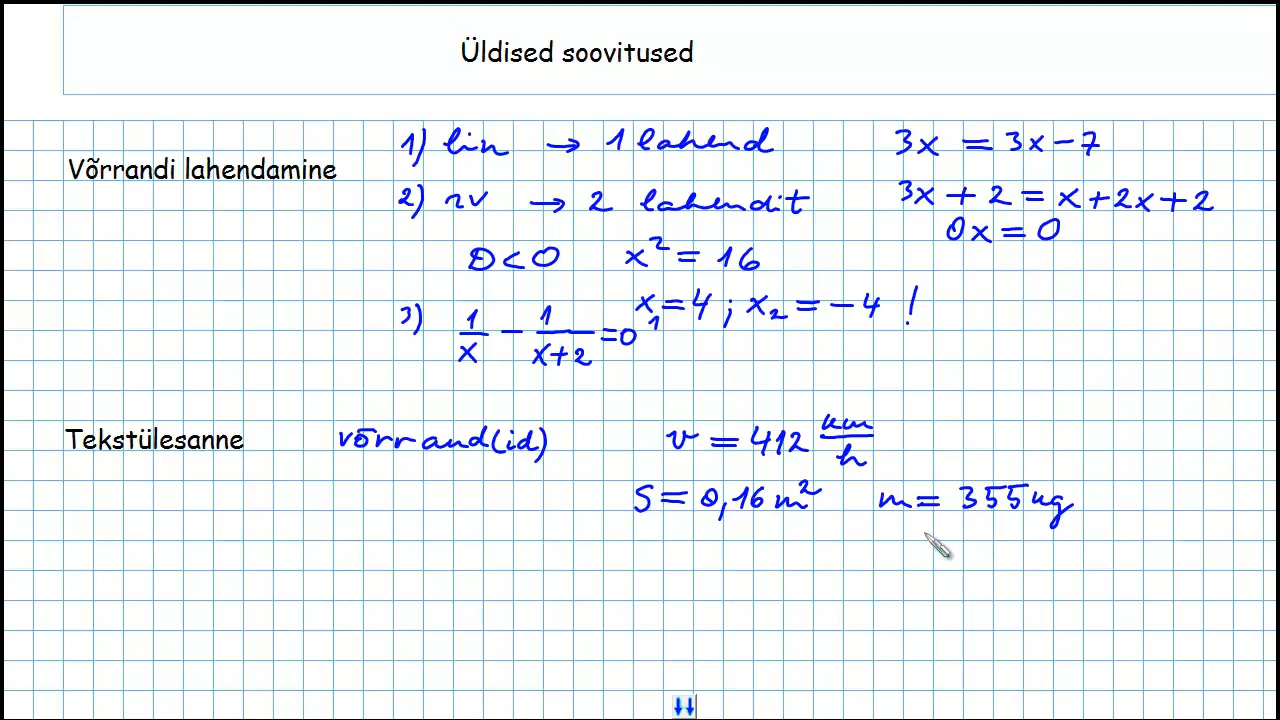 Üldised soovitused
Võrrandi lahendamine
1) lin → 1 lahend
3x = 3x - 7
2) rv → 2 lahendit
3x + 2 = x + 2x + 2
0x = 0
D < 0 x² = 16
x₁ = 4 ; x₂ = -4 !
3) 1/x - 1/(x+2) = 0
Tekstülesanne võrrand(id) v = 412 km/h
S = 0,16 m² m = 355 kg